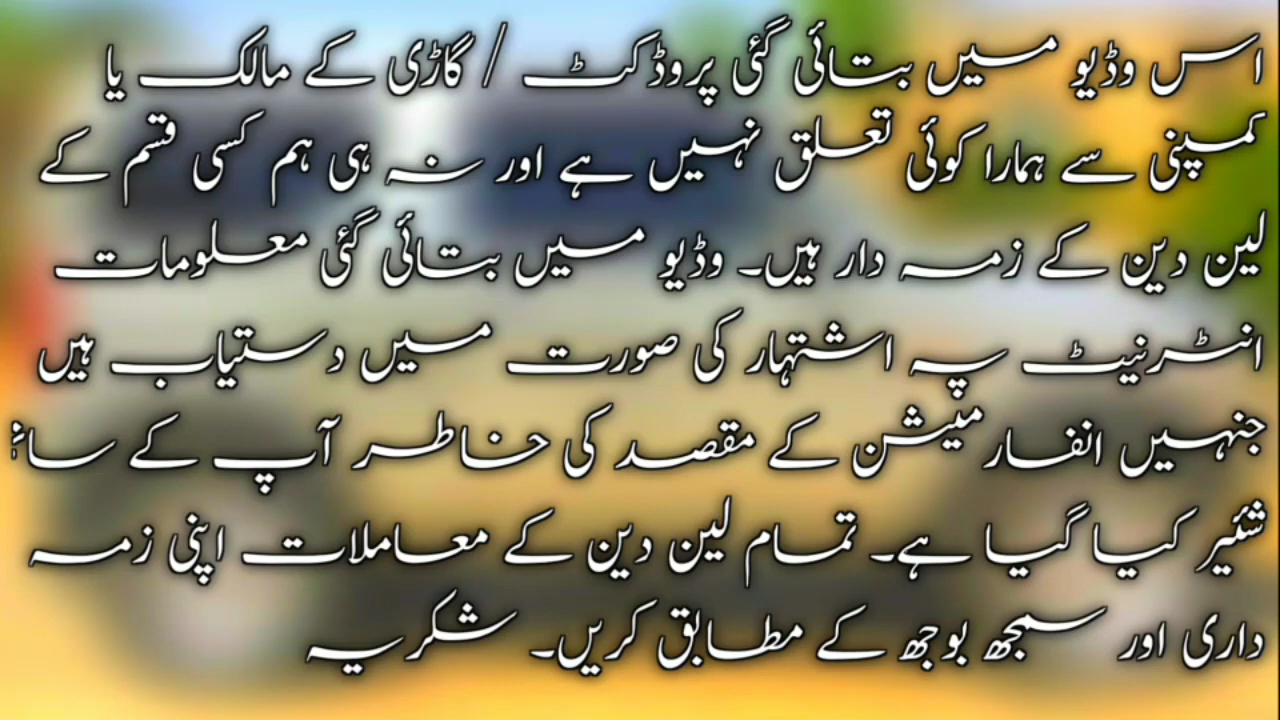 اس وڈیو میں بتائی گئی پروڈکٹ / گاڑی کے مالک یا
کمپنی سے ہمارا کوئی تعلق نہیں ہے اور نہ ہی ہم کسی قسم کے
لین دین کے زمہ دار ہیں۔ وڈیو میں بتائی گئی معلومات
انٹرنیٹ پہ اشتہار کی صورت میں دستیاب ہیں
جنہیں انفارمیشن کے مقصد کی خاطر آپ کے
شئیر کیا گیا ہے۔ تمام لین دین کے معاملات اپنی زمہ
داری اور سمجھ بوجھ کے مطابق کریں۔ شکریہ